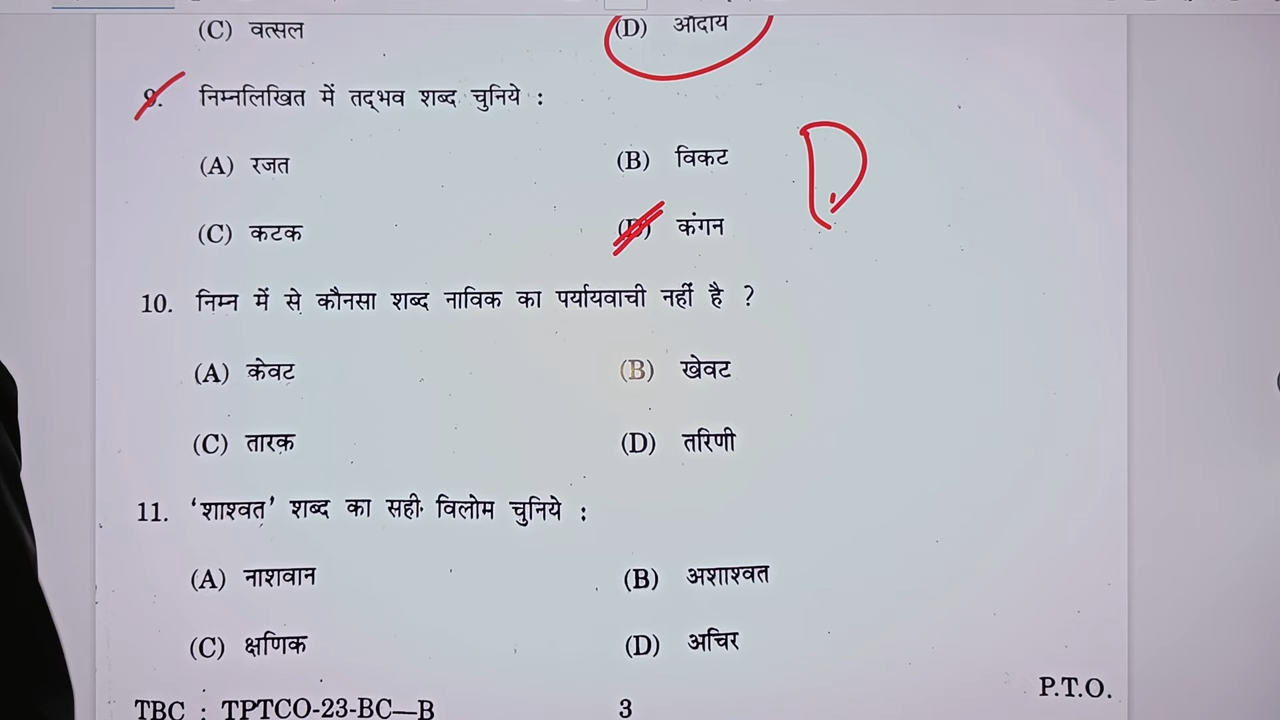 (C) वत्सल (D) औदार्य
9. निम्नलिखित में तद्भव शब्द चुनिये :
(A) रजत (B) विकट
D
(C) कटक (D) कंगन
10. निम्न में से कौनसा शब्द नाविक का पर्यायवाची नहीं है ?
(A) केवट (B) खेवट
(C) तारक (D) तरिणी
11. 'शाश्वत' शब्द का सही विलोम चुनिये :
(A) नाशवान (B) अशाश्वत
(C) क्षणिक (D) अचिर
P.T.O.
TBC : TPTCO-23-BC—B 3